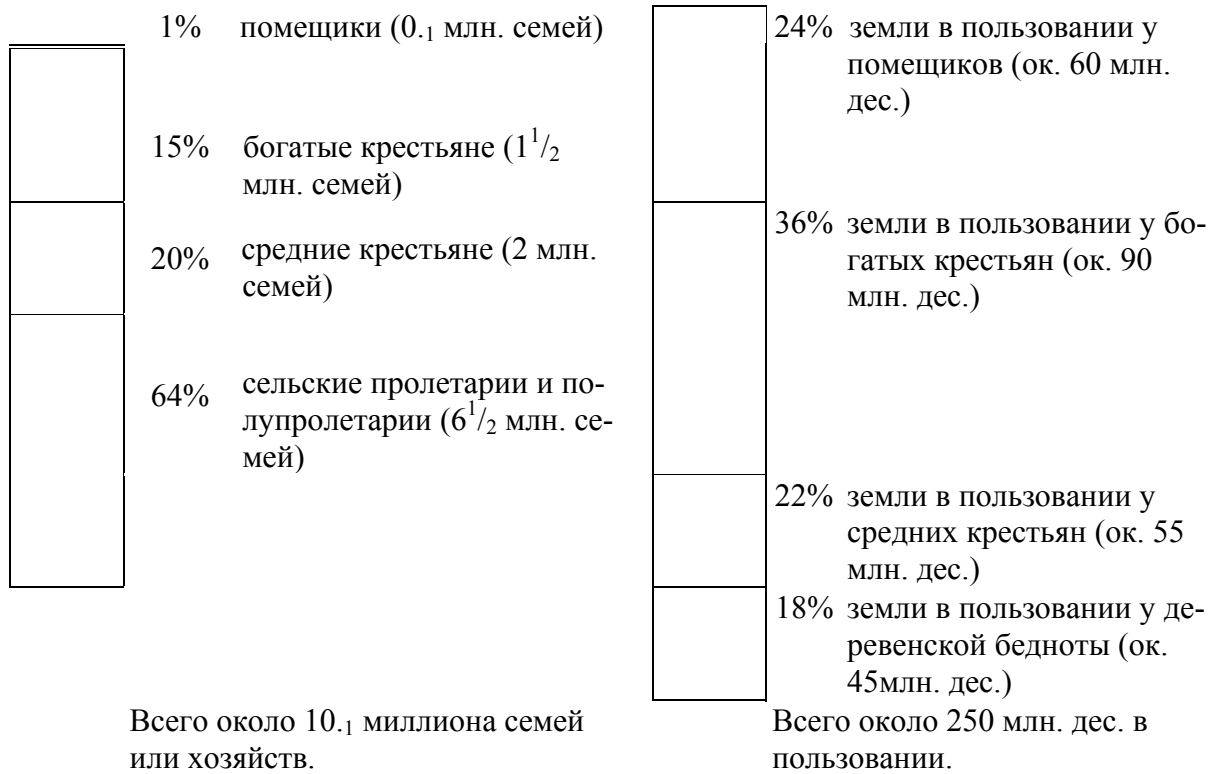 1% помещики (0.₁ млн. семей)
15% богатые крестьяне (1¹/₂
млн. семей)
20% средние крестьяне (2 млн.
семей)
64% сельские пролетарии и по-
лупролетарии (6¹/₂ млн. се-
мей)
Всего около 10.₁ миллиона семей
или хозяйств.
24% земли в пользовании у
помещиков (ок. 60 млн.
дес.)
36% земли в пользовании у бо-
гатых крестьян (ок. 90
млн. дес.)
22% земли в пользовании у
средних крестьян (ок. 55
млн. дес.)
18% земли в пользовании у де-
ревенской бедноты (ок.
45млн. дес.)
Всего около 250 млн. дес. в
пользовании.